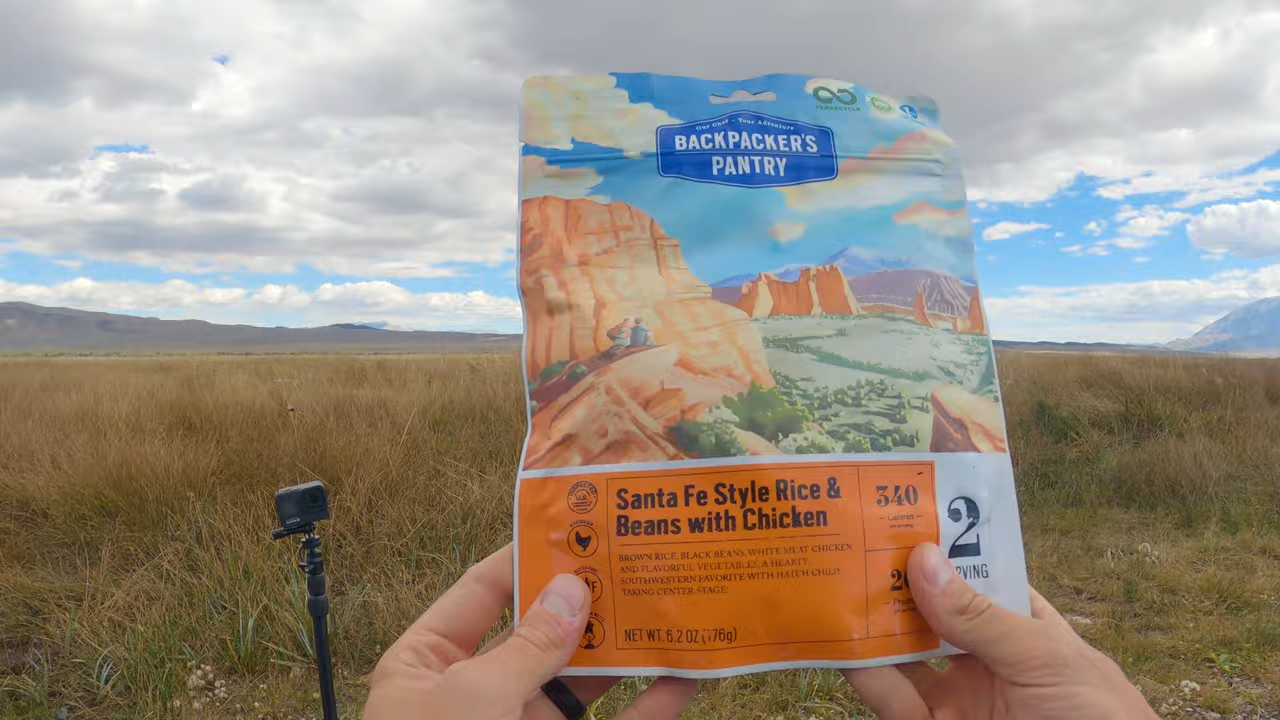 TERRACYCLE
Our Chef - Your Adventure
BACKPACKER'S
PANTRY
Santa Fe Style Rice &
Beans with Chicken
BROWN RICE, BLACK BEANS, WHITE MEAT CHICKEN
AND FLAVORFUL VEGETABLES. A HEARTY
SOUTHWESTERN FAVORITE WITH HATCH CHILIS
TAKING CENTER STAGE.
NET WT. 6.2 OZ (176g)
340
Calories
2
INSPECTED
U.S.